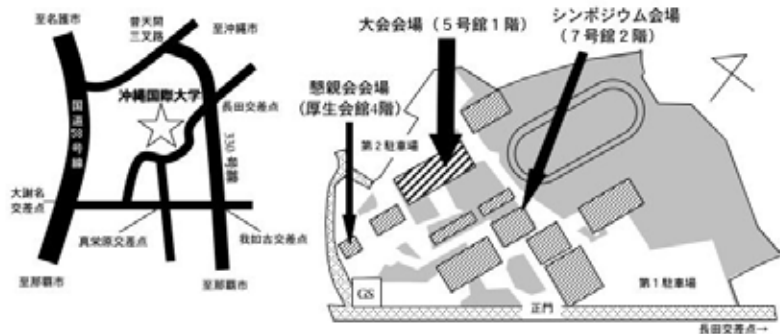 至名護市
普天間
三叉路
至沖縄市
沖縄国際大学
長田交差点
国道58号線
330号線
大謝名
交差点
真栄原交差点
我如古交差点
至那覇市
至那覇市
大会会場
(5号館1階)
シンポジウム会場
(7号館2階)
懇親会会場
(厚生会館4階)
第2駐車場
GS
正門
第1駐車場
長田交差点→